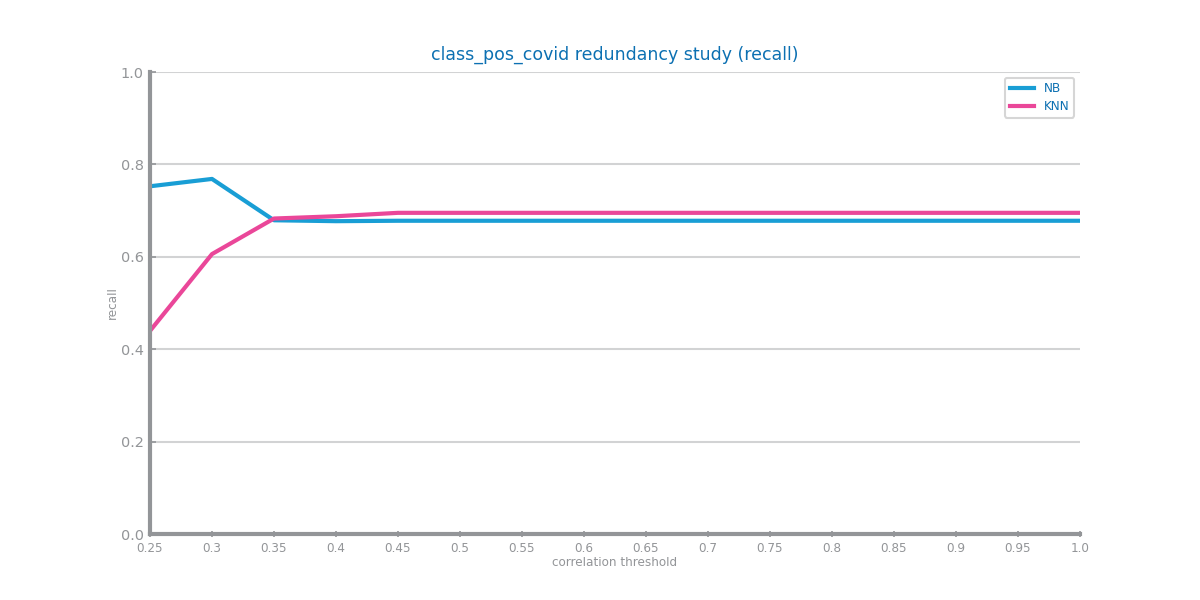 class_pos_covid redundancy study (recall)
NB
KNN
1.0
0.8
0.6
0.4
0.2
0.0
recall
0.25 0.3 0.35 0.4 0.45 0.5 0.55 0.6 0.65 0.7 0.75 0.8 0.85 0.9 0.95 1.0
correlation threshold